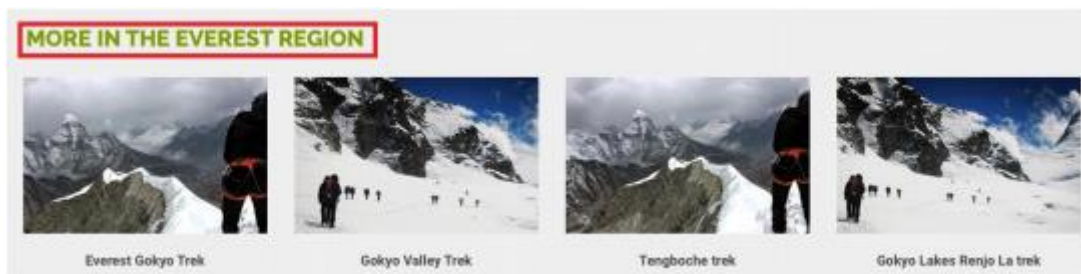 MORE IN THE EVEREST REGION
Everest Gokyo Trek
Gokyo Valley Trek
Tengboche trek
Gokyo Lakes Renjo La trek